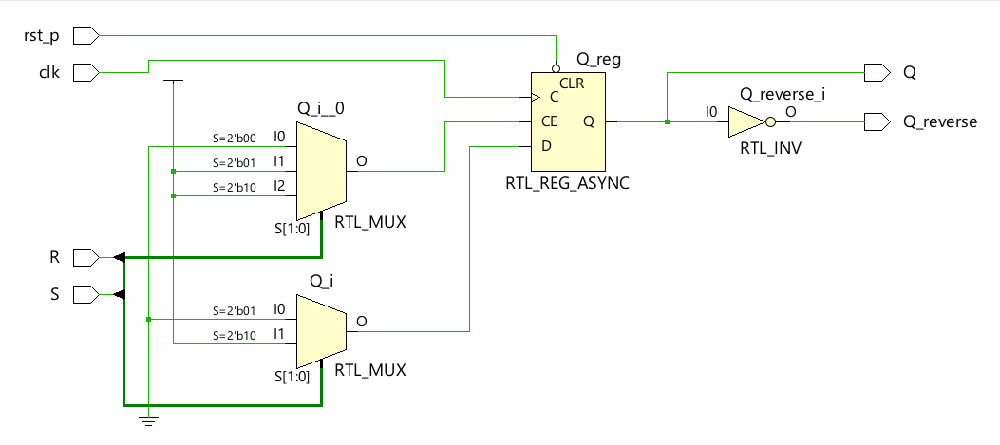 rst_p
Q_reg
clk
CLR
C
Q
Q_i__0
Q_reverse_i
CE
Q
I0
O
Q_reverse
S=2'b00
I0
D
RTL_INV
S=2'b01
I1
O
S=2'b10
I2
RTL_REG_ASYNC
S[1:0]
RTL_MUX
R
Q_i
S
S=2'b01
I0
O
S=2'b10
I1
S[1:0]
RTL_MUX